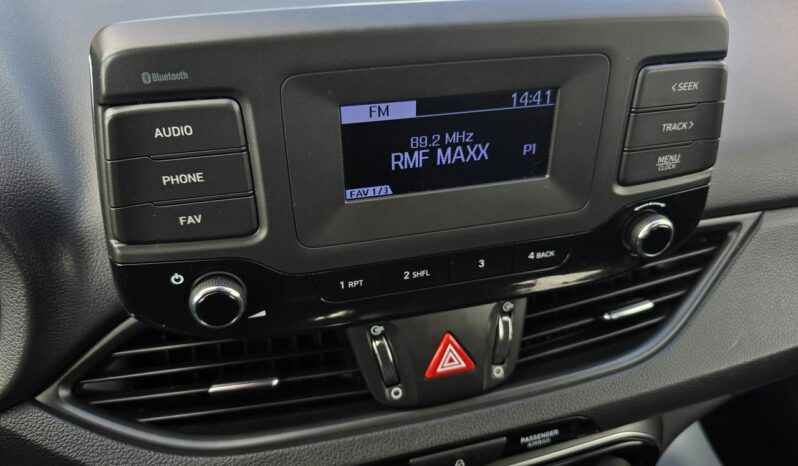 Bluetooth
AUDIO
PHONE
FAV
FM 14:41
89.2 MHz
RMF MAXX P1
FAV 1/3
<SEEK
TRACK>
MENU
CLOCK
1 RPT
2 SHFL
3
4 BACK
PASSENGER
AIRBAG